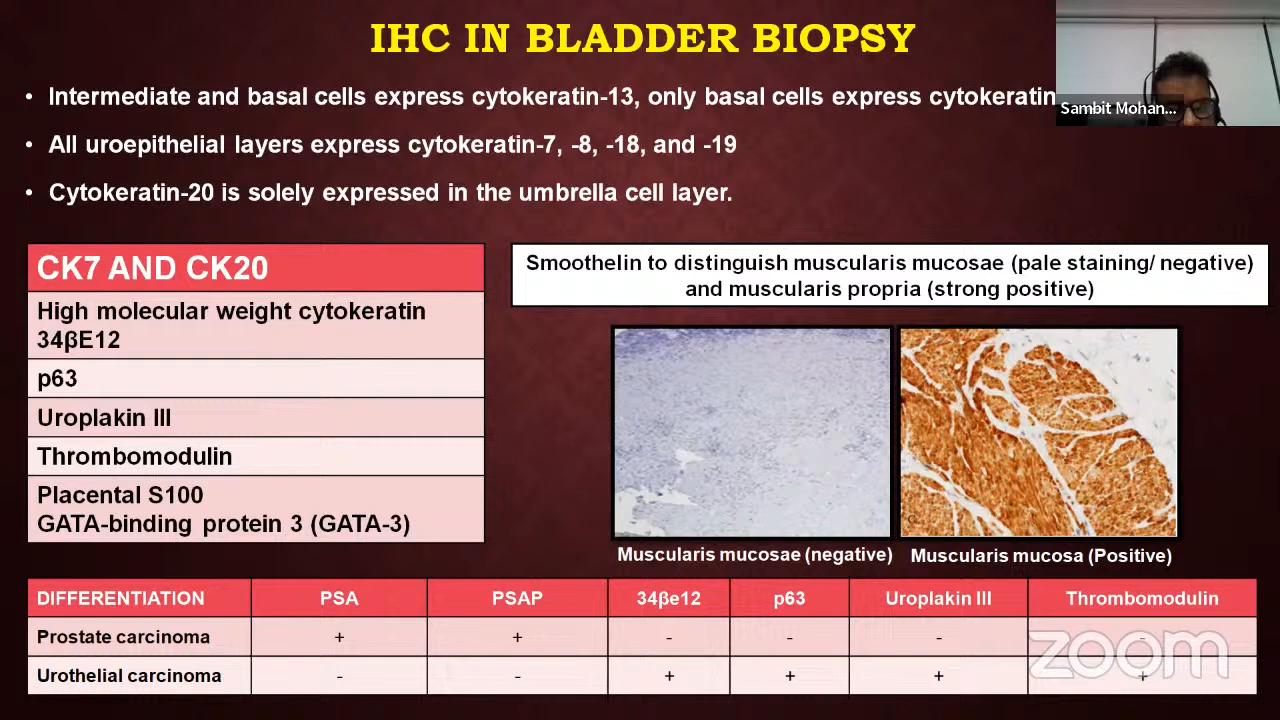 IHC IN BLADDER BIOPSY
• Intermediate and basal cells express cytokeratin-13, only basal cells express cytokeratin
Sambit Mohan...
• All uroepithelial layers express cytokeratin-7, -8, -18, and -19
• Cytokeratin-20 is solely expressed in the umbrella cell layer.
CK7 AND CK20
High molecular weight cytokeratin
34βE12
p63
Uroplakin III
Thrombomodulin
Placental S100
GATA-binding protein 3 (GATA-3)
Smoothelin to distinguish muscularis mucosae (pale staining/ negative)
and muscularis propria (strong positive)
Muscularis mucosae (negative) Muscularis mucosa (Positive)
DIFFERENTIATION PSA PSAP 34βe12 p63 Uroplakin III Thrombomodulin
Prostate carcinoma + + - - - -
Urothelial carcinoma - - + + + +
zoom